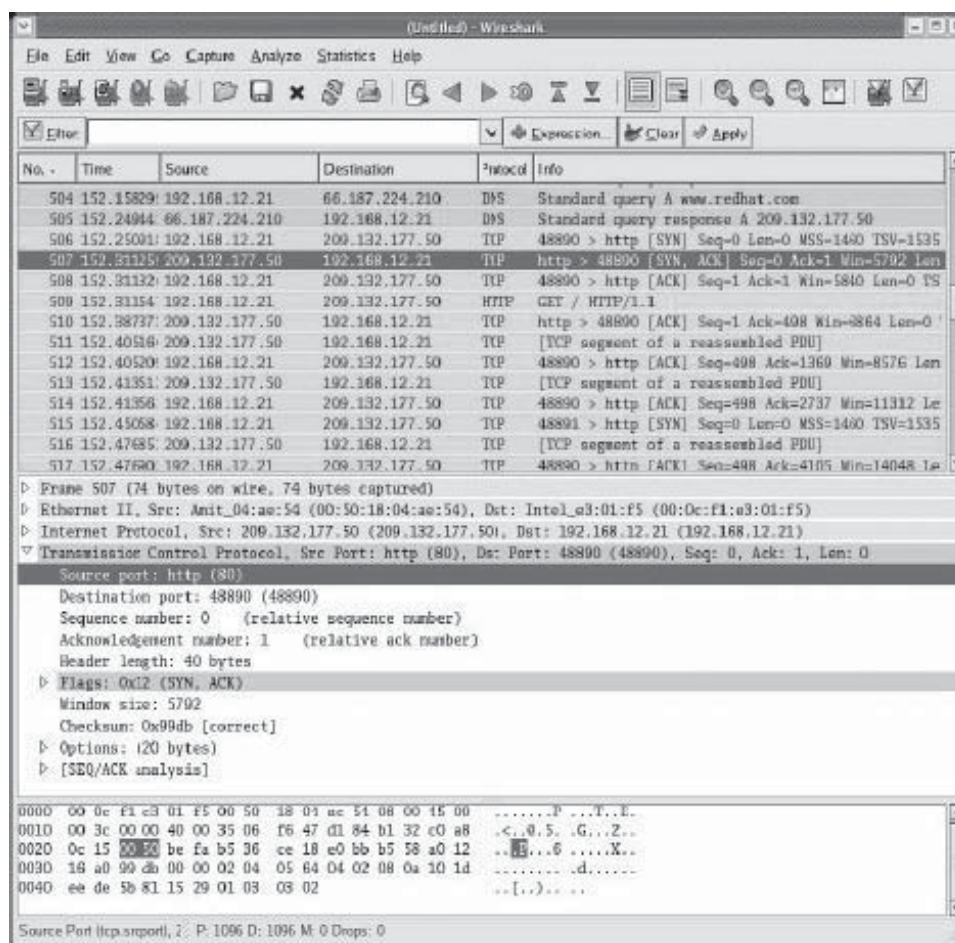 (Untitled) - Wireshark
File Edit View Go Capture Analyze Statistics Help
Filter: Expression... Clear Apply
No. - Time Source Destination Protocol Info
504 152.15829 192.168.12.21 66.187.224.210 DNS Standard query A www.redhat.com
505 152.24944 66.187.224.210 192.168.12.21 DNS Standard query response A 209.132.177.50
506 152.25091 192.168.12.21 209.132.177.50 TCP 48890 > http [SYN] Seq=0 Len=0 MSS=1460 TSV=1535
507 152.31125 209.132.177.50 192.168.12.21 TCP http > 48890 [SYN, ACK] Seq=0 Ack=1 Win=5792 Len
508 152.31132 192.168.12.21 209.132.177.50 TCP 48890 > http [ACK] Seq=1 Ack=1 Win=5840 Len=0 TS
509 152.31154 192.168.12.21 209.132.177.50 HTTP GET / HTTP/1.1
510 152.38737 209.132.177.50 192.168.12.21 TCP http > 48890 [ACK] Seq=1 Ack=498 Win=6864 Len=0
511 152.40516 209.132.177.50 192.168.12.21 TCP [TCP segment of a reassembled PDU]
512 152.40520 192.168.12.21 209.132.177.50 TCP 48890 > http [ACK] Seq=498 Ack=1369 Win=8576 Len
513 152.41351 209.132.177.50 192.168.12.21 TCP [TCP segment of a reassembled PDU]
514 152.41356 192.168.12.21 209.132.177.50 TCP 48890 > http [ACK] Seq=498 Ack=2737 Win=11312 Le
515 152.45058 192.168.12.21 209.132.177.50 TCP 48891 > http [SYN] Seq=0 Len=0 MSS=1460 TSV=1535
516 152.47685 209.132.177.50 192.168.12.21 TCP [TCP segment of a reassembled PDU]
517 152.47690 192.168.12.21 209.132.177.50 TCP 48890 > http [ACK] Seq=498 Ack=4105 Win=14048 Le
Frame 507 (74 bytes on wire, 74 bytes captured)
Ethernet II, Src: Amit_04:ae:54 (00:50:18:04:ae:54), Dst: Intel_e3:01:f5 (00:0c:f1:e3:01:f5)
Internet Protocol, Src: 209.132.177.50 (209.132.177.50), Dst: 192.168.12.21 (192.168.12.21)
Transmission Control Protocol, Src Port: http (80), Dst Port: 48890 (48890), Seq: 0, Ack: 1, Len: 0
Source port: http (80)
Destination port: 48890 (48890)
Sequence number: 0 (relative sequence number)
Acknowledgement number: 1 (relative ack number)
Header length: 40 bytes
Flags: 0x12 (SYN, ACK)
Window size: 5792
Checksum: 0x99db [correct]
Options: (20 bytes)
[SEQ/ACK analysis]
0000 00 0c f1 e3 01 f5 00 50 18 04 ae 54 08 00 45 00 .......P ...T..E.
0010 00 3c 00 00 40 00 35 06 f6 47 d1 84 b1 32 c0 a8 .<..@.5. .G...2..
0020 0c 15 00 50 be fa b5 36 ce 18 e0 bb b5 58 a0 12 ...P...6 .....X..
0030 16 a0 99 db 00 00 02 04 05 64 04 02 08 0a 10 1d ........ .d......
0040 ee de 5b 81 15 29 01 03 03 02 ..[..).. ..
Source Port (tcp.srcport), 2 P: 1096 D: 1096 M: 0 Drops: 0